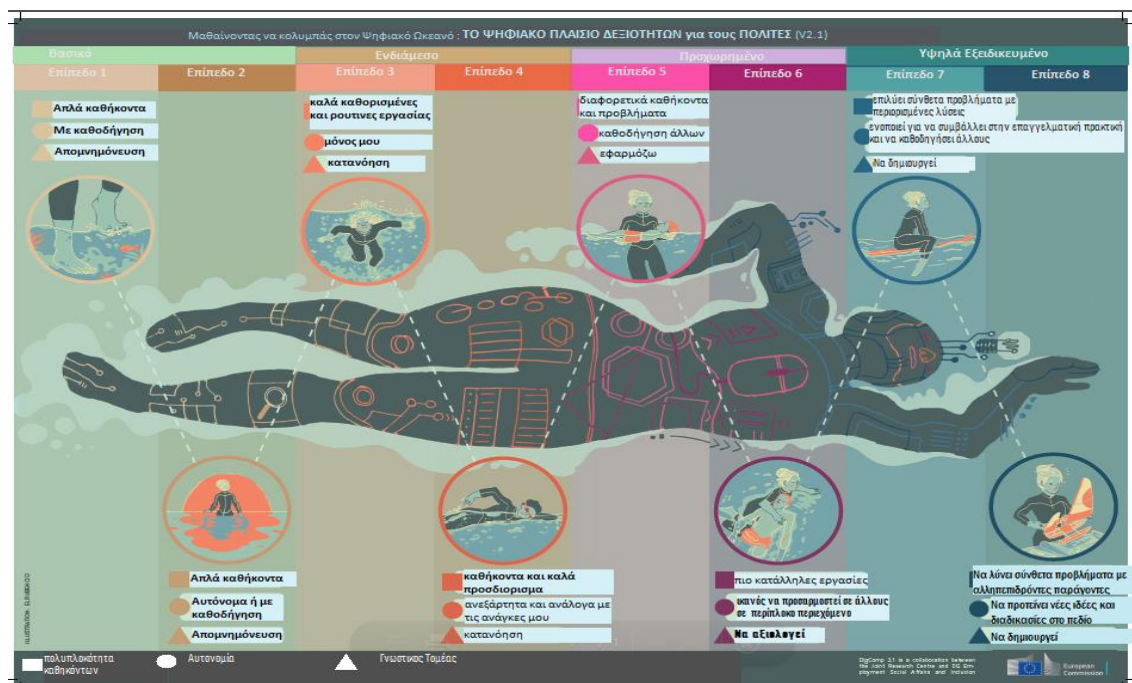 Μαθαίνοντας να κολυμπάς στον Ψηφιακό Ωκεανό : ΤΟ ΨΗΦΙΑΚΟ ΠΛΑΙΣΙΟ ΔΕΞΙΟΤΗΤΩΝ για τους ΠΟΛΙΤΕΣ (V2.1)
Βασικό
Ενδιάμεσο
Προχωρημένο
Υψηλά Εξειδικευμένο
Επίπεδο 1
Επίπεδο 2
Επίπεδο 3
Επίπεδο 4
Επίπεδο 5
Επίπεδο 6
Επίπεδο 7
Επίπεδο 8
Απλά καθήκοντα
Με καθοδήγηση
Απομνημόνευση
καλά καθορισμένες
και ρουτινες εργασίας
μόνος μου
κατανόηση
διαφορετικά καθήκοντα
και προβλήματα
καθοδήγηση άλλων
εφαρμόζω
επιλύει σύνθετα προβλήματα με
περιορισμένες λύσεις
ενοποιεί για να συμβάλλει στην επαγγελματική πρακτική
και να καθοδηγήσει άλλους
Να δημιουργεί
Απλά καθήκοντα
Αυτόνομα ή με
καθοδήγηση
Απομνημόνευση
καθήκοντα και καλά
προσδιορισμα
ανεξάρτητα και ανάλογα με
τις ανάγκες μου
κατανόηση
πιο κατάλληλες εργασίες
ικανός να προσαρμοστεί σε άλλους
σε περίπλοκο περιεχόμενο
Να αξιολογεί
Να λύνει σύνθετα προβλήματα με
αλληπεπιδρόντες παράγοντες
Να προτείνει νέες ιδέες και
διαδικασίες στο πεδίο
Να δημιουργεί
πολυπλοκότητα
καθηκόντων
Αυτονομία
Γνωστικος Τομέας
DigComp 2.1 is a collaboration between
the Joint Research Centre and DG Em-
ployment Social Affairs and Inclusion
European
Commission